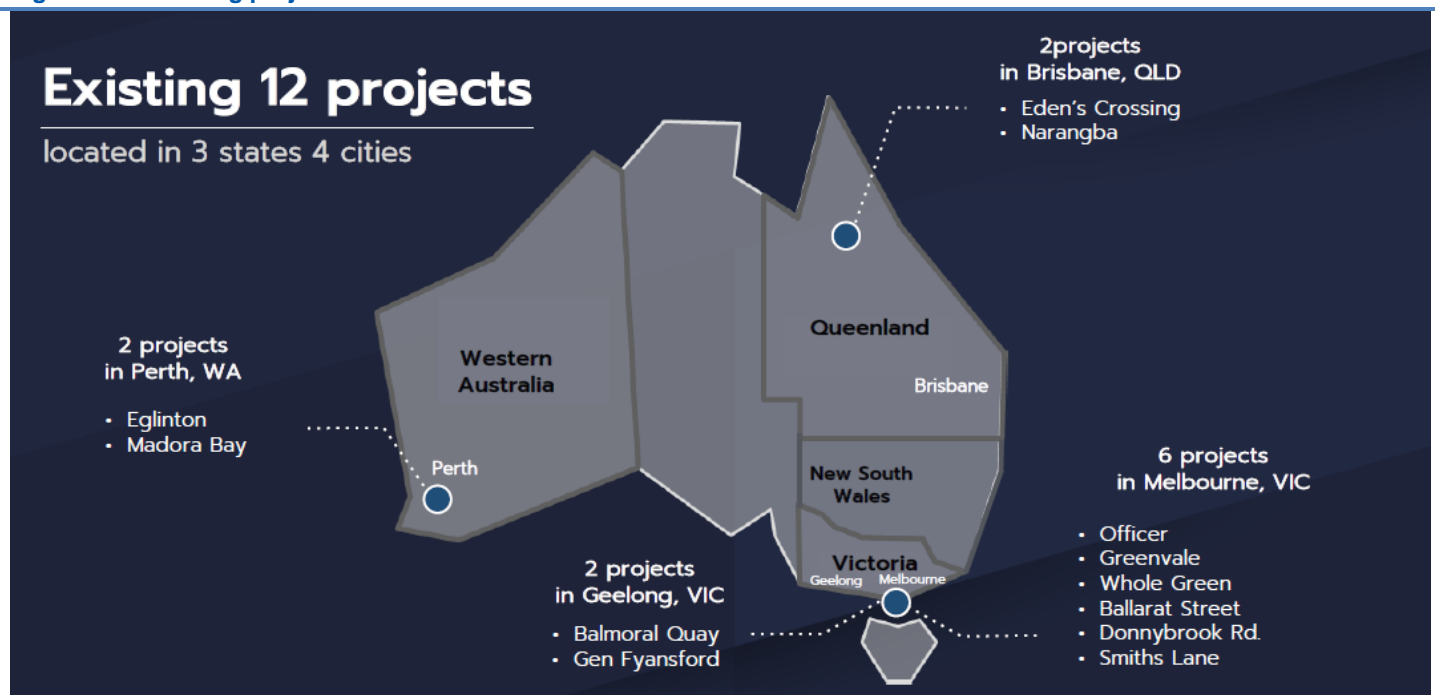 Existing 12 projects
located in 3 states 4 cities
2projects
in Brisbane, QLD
• Eden's Crossing
• Narangba
Queenland
Brisbane
2 projects
in Perth, WA
• Eglinton
• Madora Bay
Western
Australia
Perth
New South
Wales
Victoria
Geelong Melbourne
2 projects
in Geelong, VIC
• Balmoral Quay
• Gen Fyansford
6 projects
in Melbourne, VIC
• Officer
• Greenvale
• Whole Green
• Ballarat Street
• Donnybrook Rd.
• Smiths Lane